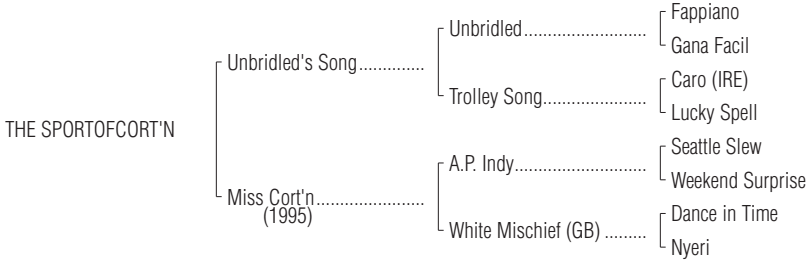 Fappiano
Unbridled..........................
Gana Facil
Unbridled's Song..............
Caro (IRE)
Trolley Song......................
Lucky Spell
THE SPORTOFCORT'N
Seattle Slew
A.P. Indy............................
Weekend Surprise
Miss Cort'n.......................
(1995)
Dance in Time
White Mischief (GB) .........
Nyeri